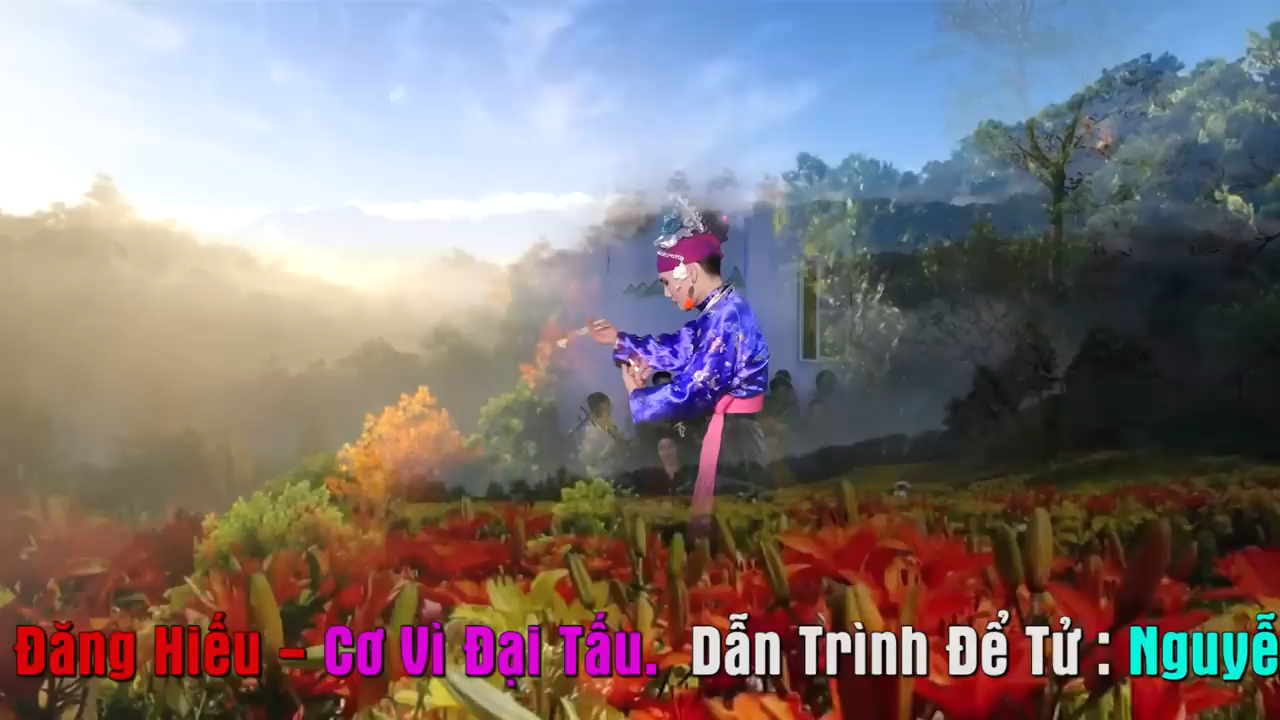 Đăng Hiếu - Cơ Vì Đại Tấu. Dẫn Trình Để Tử : Nguyễ